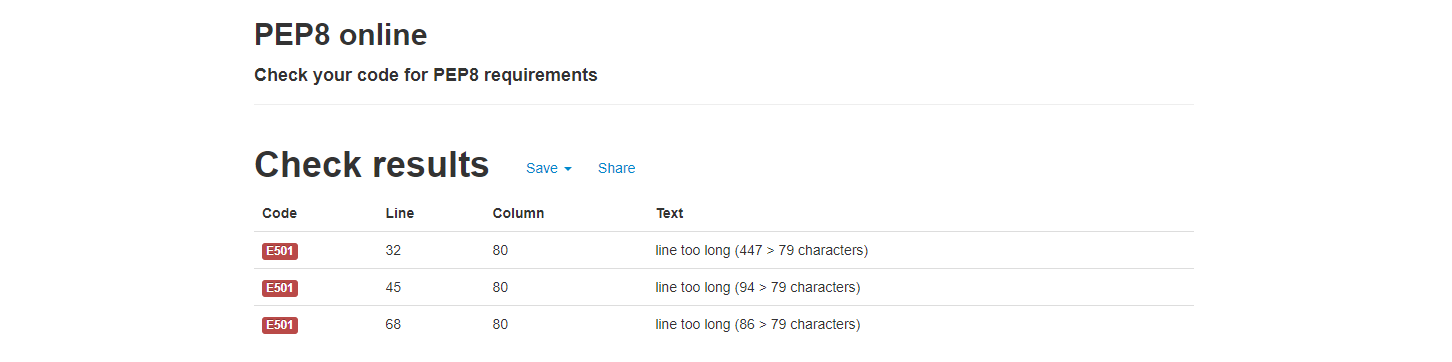 PEP8 online
Check your code for PEP8 requirements
Check results Save Share
Code Line Column Text
E501 32 80 line too long (447 > 79 characters)
E501 45 80 line too long (94 > 79 characters)
E501 68 80 line too long (86 > 79 characters)